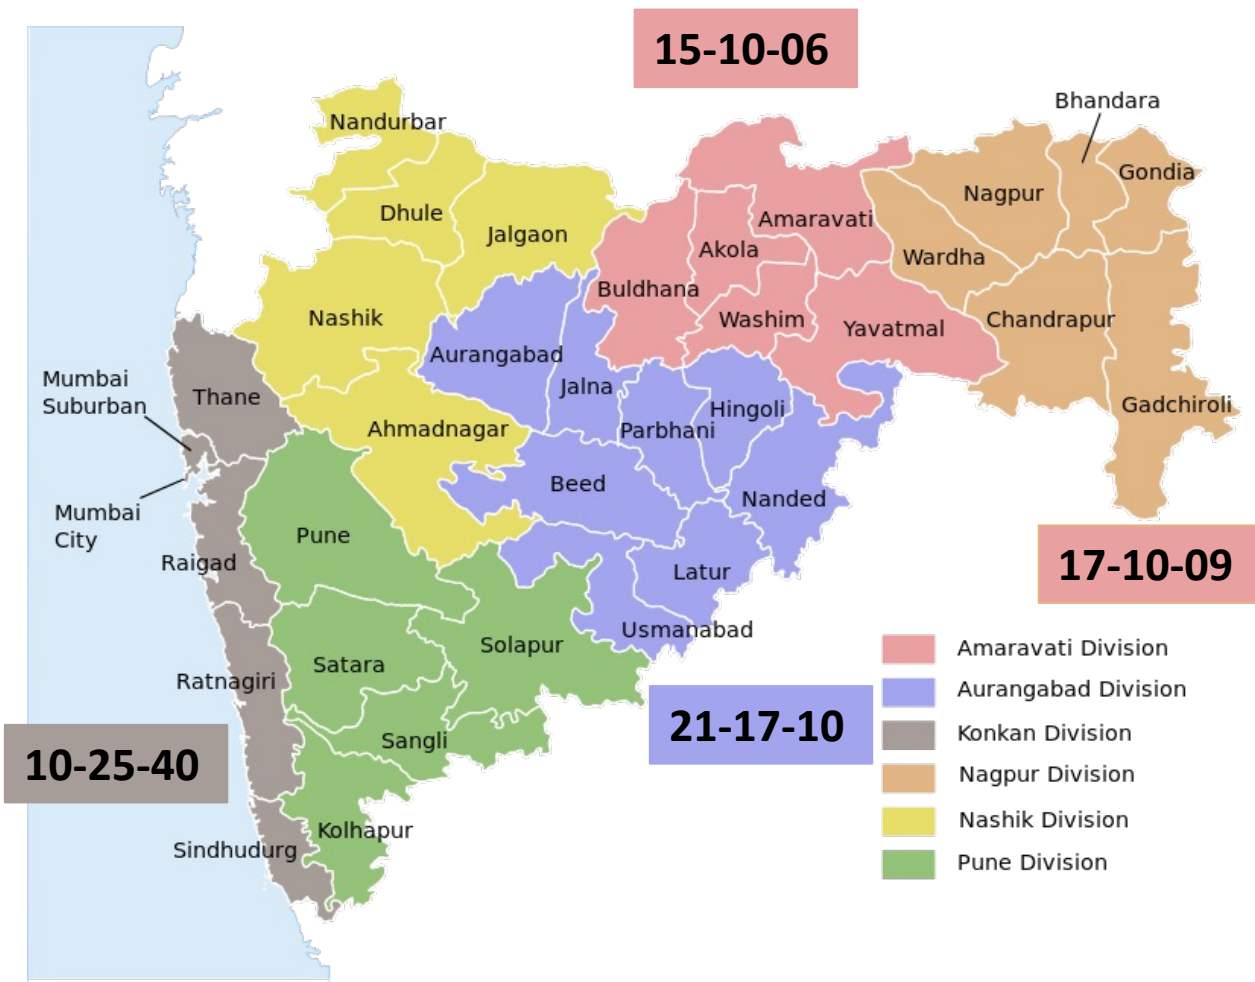 15-10-06
Bhandara
Nandurbar
Gondia
Nagpur
Dhule
Amaravati
Jalgaon
Akola
Wardha
Buldhana
Nashik
Washim
Yavatmal
Chandrapur
Aurangabad
Mumbai
Suburban
Jalna
Thane
Gadchiroli
Hingoli
Ahmadnagar
Parbhani
Beed
Nanded
Mumbai
City
Pune
Raigad
17-10-09
Latur
Usmanabad
Solapur
Satara
Amaravati Division
Ratnagiri
Aurangabad Division
21-17-10
Konkan Division
Sangli
10-25-40
Nagpur Division
Nashik Division
Kolhapur
Sindhudurg
Pune Division